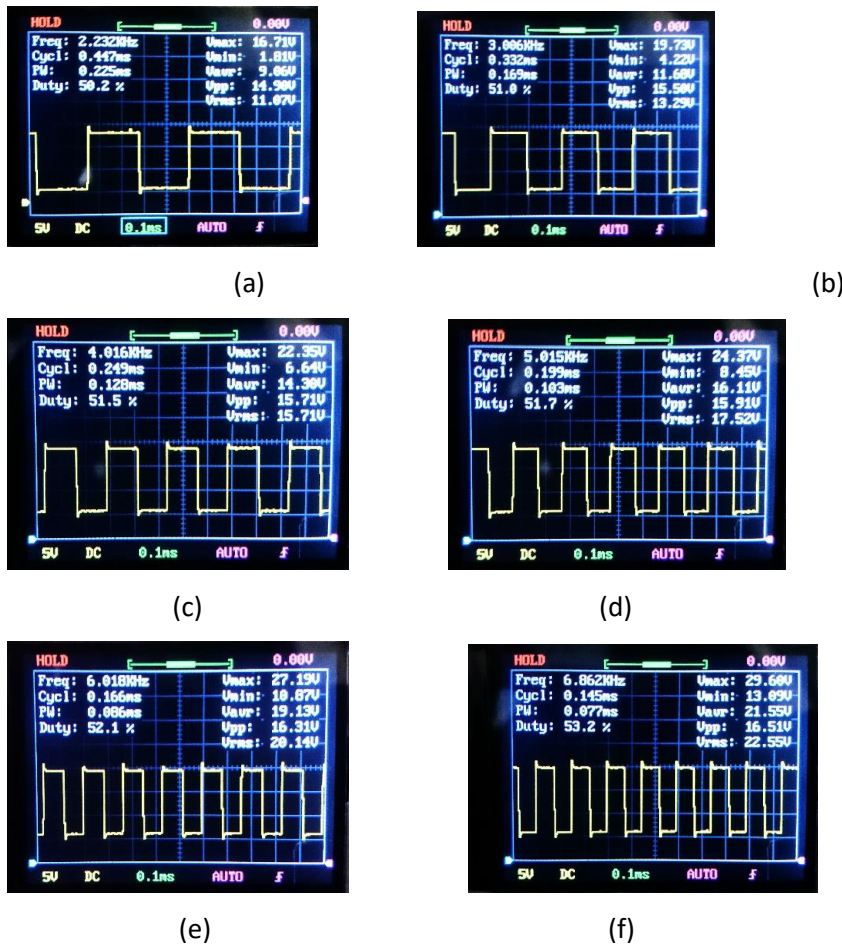 HOLD 0.00V
Freq: 2.232KHz Vmax: 16.71V
Cycl: 0.447ms Vmin: 1.81V
PW: 0.225ms Vavr: 9.06V
Duty: 50.2 % Vpp: 14.90V
Vrms: 11.07V
5V DC 0.1ms AUTO
(a)
HOLD 0.00V
Freq: 3.006KHz Vmax: 19.73V
Cycl: 0.332ms Vmin: 4.22V
PW: 0.169ms Vavr: 11.68V
Duty: 51.0 % Vpp: 15.50V
Vrms: 13.29V
5V DC 0.1ms AUTO
(b)
HOLD 0.00V
Freq: 4.016KHz Vmax: 22.35V
Cycl: 0.249ms Vmin: 6.64V
PW: 0.128ms Vavr: 14.30V
Duty: 51.5 % Vpp: 15.71V
Vrms: 15.71V
5V DC 0.1ms AUTO
(c)
HOLD 0.00V
Freq: 5.015KHz Vmax: 24.37V
Cycl: 0.199ms Vmin: 8.45V
PW: 0.103ms Vavr: 16.11V
Duty: 51.7 % Vpp: 15.91V
Vrms: 17.52V
5V DC 0.1ms AUTO
(d)
HOLD 0.00V
Freq: 6.018KHz Vmax: 27.19V
Cycl: 0.166ms Vmin: 10.87V
PW: 0.086ms Vavr: 19.13V
Duty: 52.1 % Vpp: 16.31V
Vrms: 20.14V
5V DC 0.1ms AUTO
(e)
HOLD 0.00V
Freq: 6.862KHz Vmax: 29.60V
Cycl: 0.145ms Vmin: 13.09V
PW: 0.077ms Vavr: 21.55V
Duty: 53.2 % Vpp: 16.51V
Vrms: 22.55V
5V DC 0.1ms AUTO
(f)